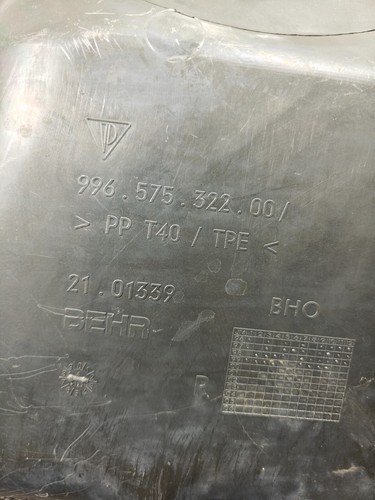 996.575.322.00/
> PP T40 / TPE <
21.01339
BHO
BEHR
R